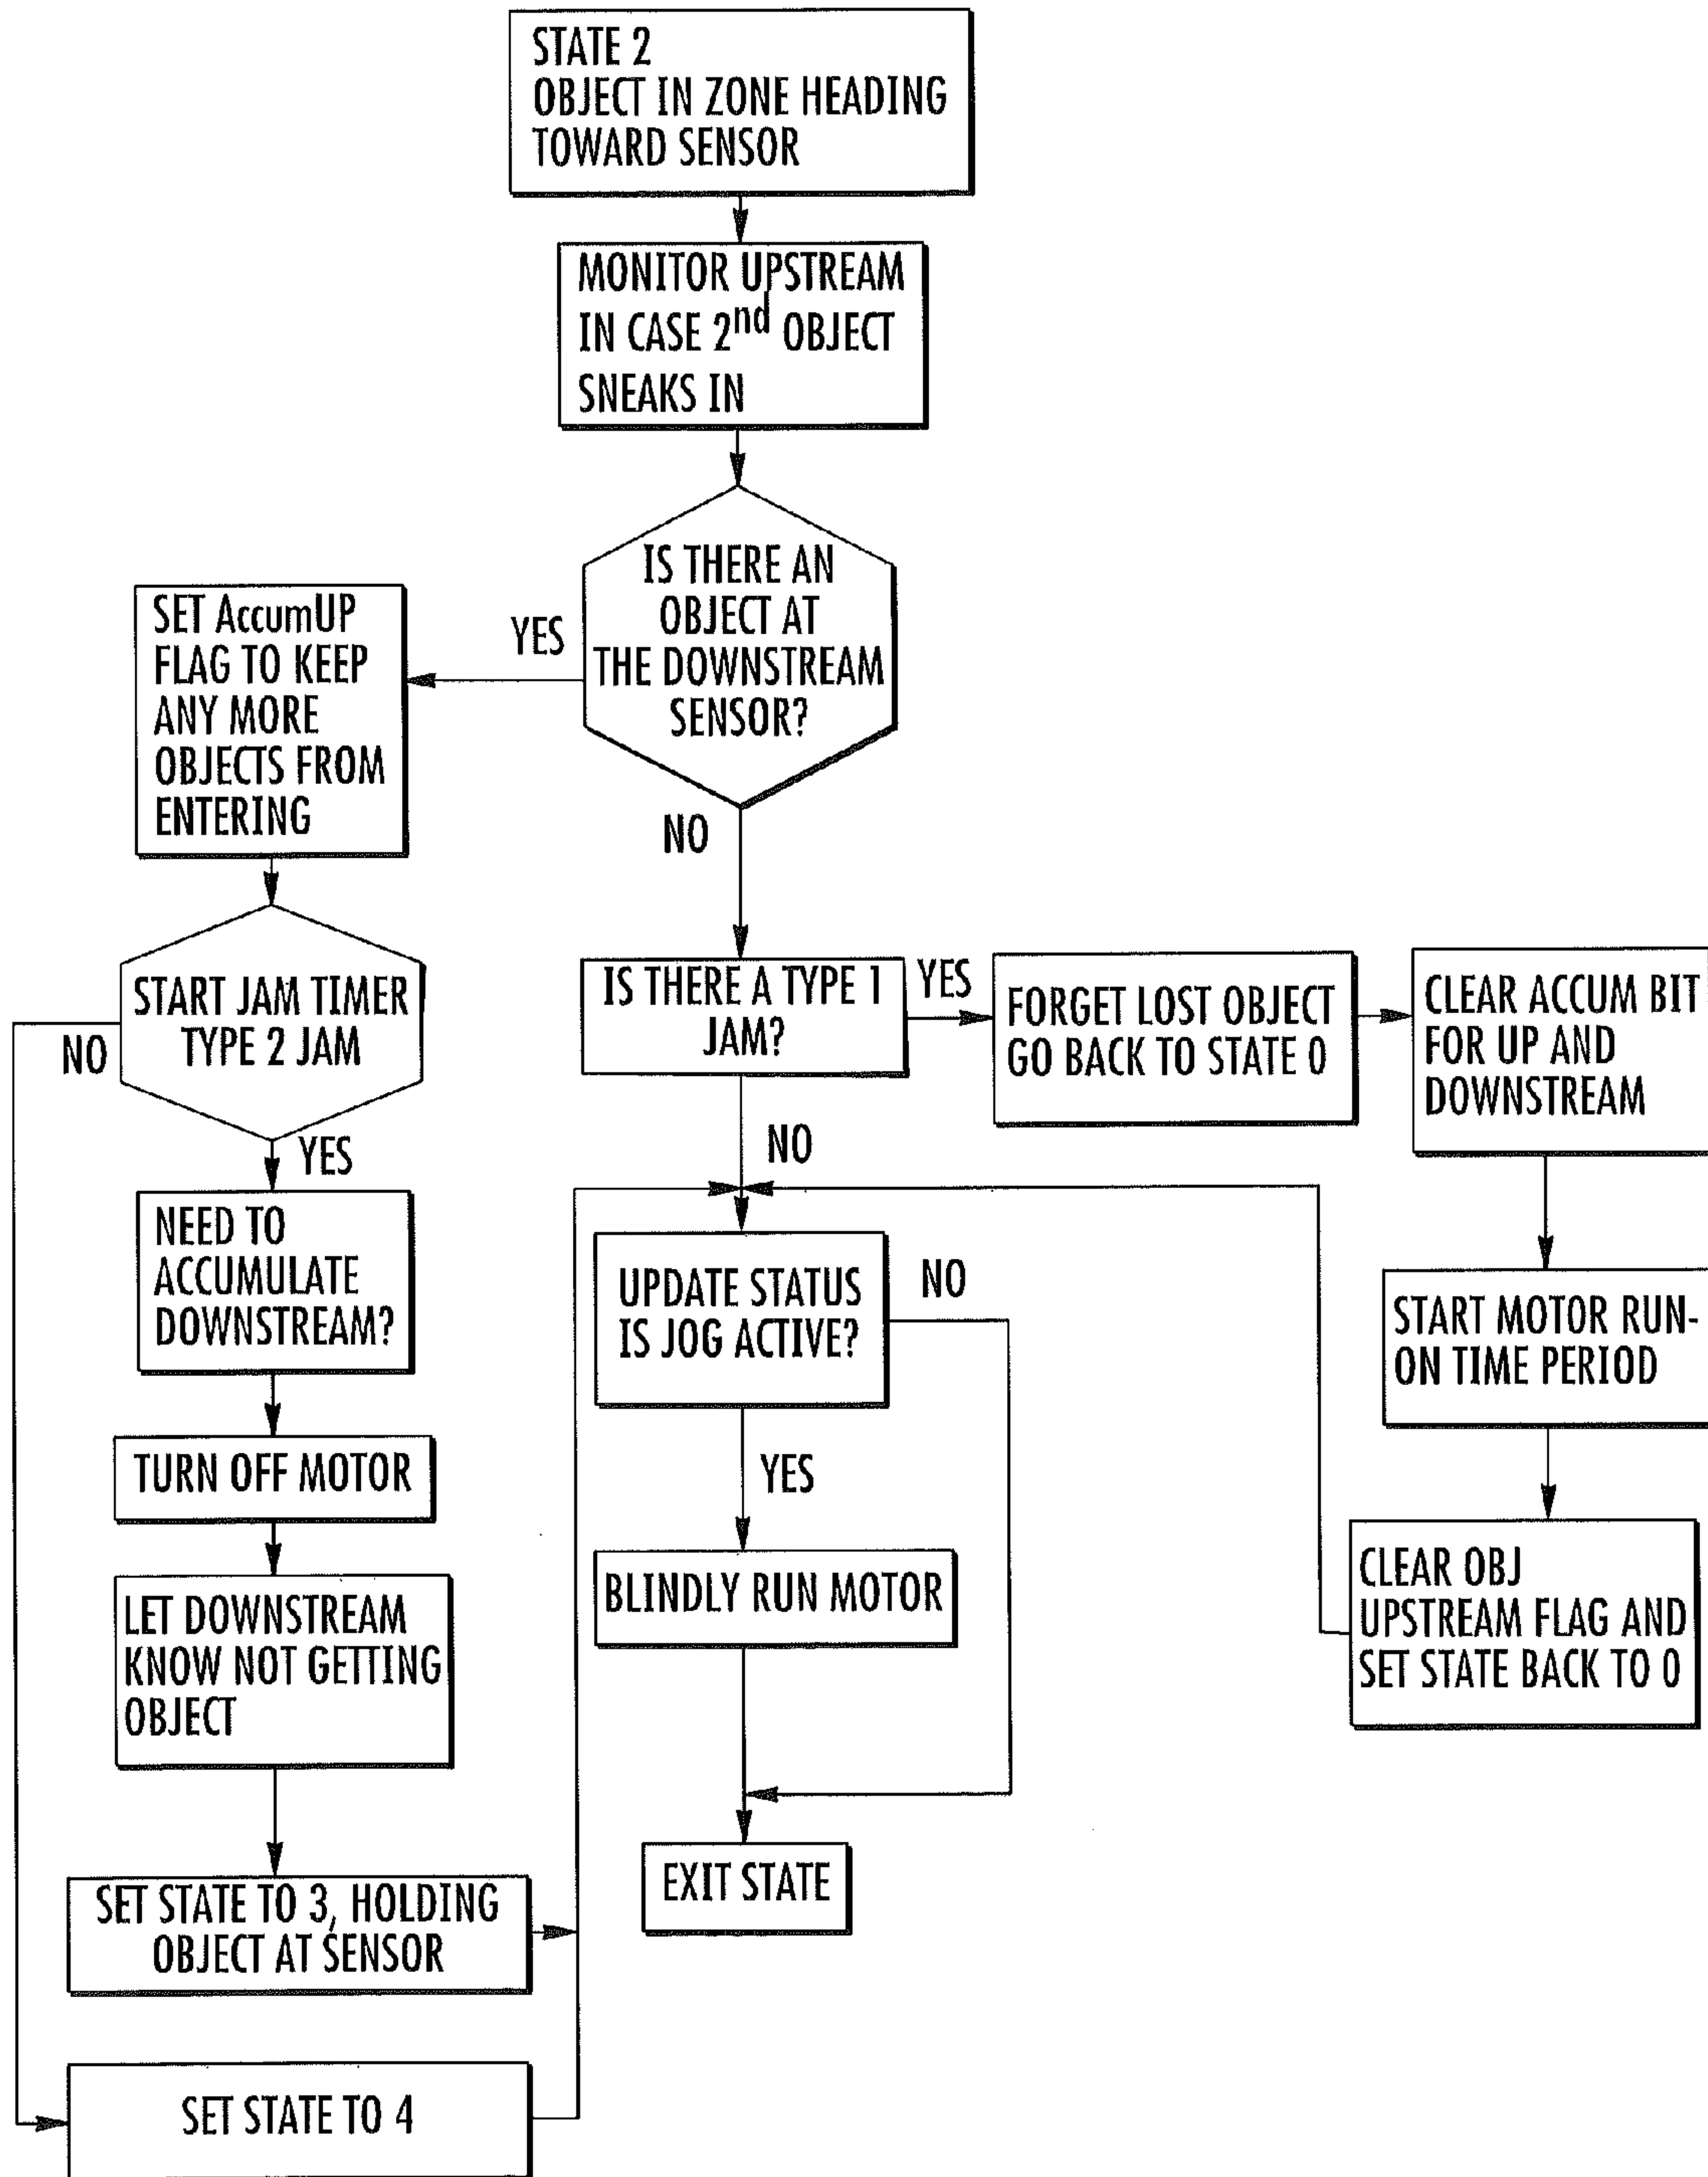 STATE 2
OBJECT IN ZONE HEADING
TOWARD SENSOR
MONITOR UPSTREAM
IN CASE 2nd OBJECT
SNEAKS IN
IS THERE AN
OBJECT AT
THE DOWNSTREAM
SENSOR?
YES
NO
SET AccumUP
FLAG TO KEEP
ANY MORE
OBJECTS FROM
ENTERING
START JAM TIMER
TYPE 2 JAM
NO
YES
NEED TO
ACCUMULATE
DOWNSTREAM?
TURN OFF MOTOR
LET DOWNSTREAM
KNOW NOT GETTING
OBJECT
SET STATE TO 3, HOLDING
OBJECT AT SENSOR
SET STATE TO 4
IS THERE A TYPE 1
JAM?
YES
NO
FORGET LOST OBJECT
GO BACK TO STATE 0
CLEAR ACCUM BIT
FOR UP AND
DOWNSTREAM
START MOTOR RUN-
ON TIME PERIOD
CLEAR OBJ
UPSTREAM FLAG AND
SET STATE BACK TO 0
UPDATE STATUS
IS JOG ACTIVE?
NO
YES
BLINDLY RUN MOTOR
EXIT STATE